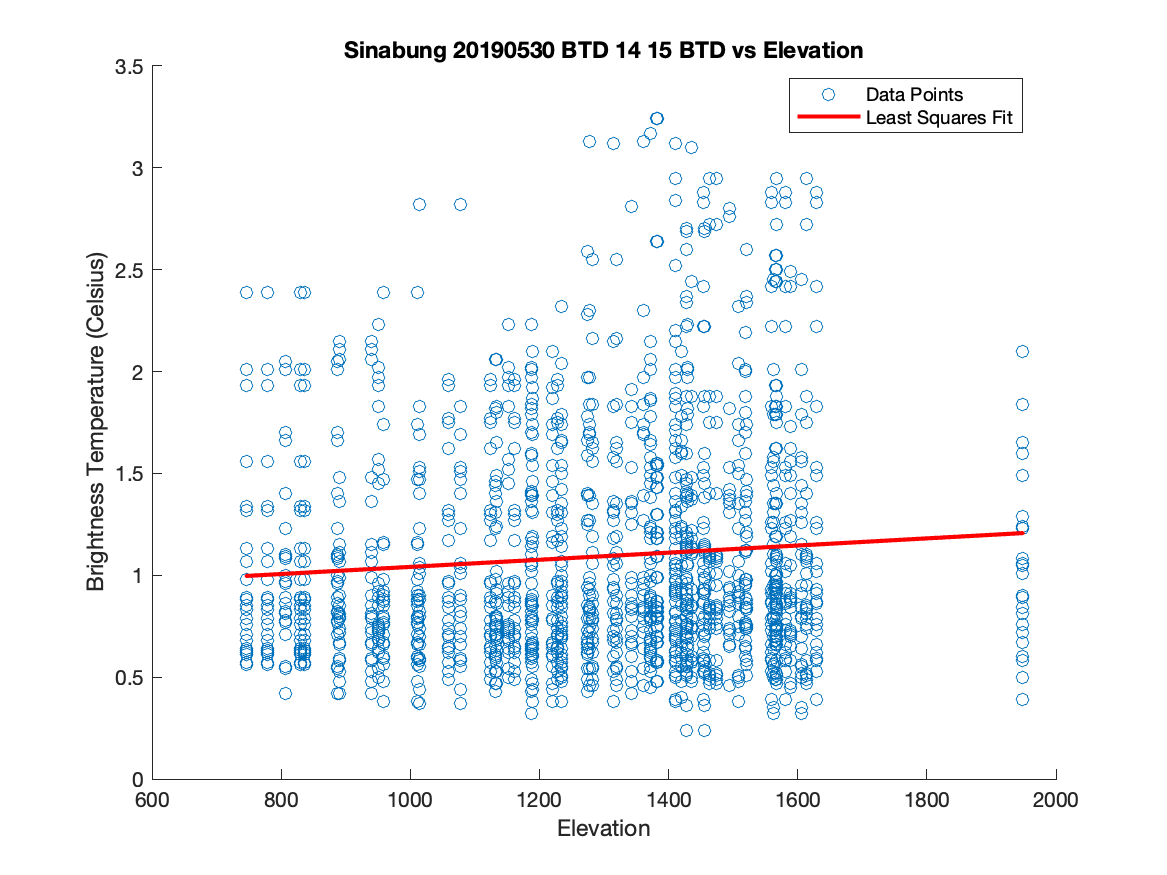 Sinabung 20190530 BTD 14 15 BTD vs Elevation
Data Points
Least Squares Fit
Brightness Temperature (Celsius)
3.5
3
2.5
2
1.5
1
0.5
0
600 800 1000 1200 1400 1600 1800 2000
Elevation